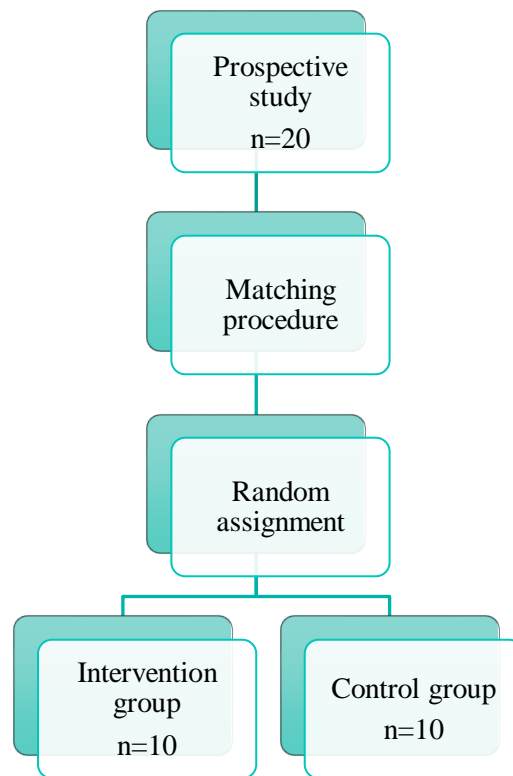 Prospective
study
n=20
Matching
procedure
Random
assignment
Intervention
group
n=10
Control group
n=10